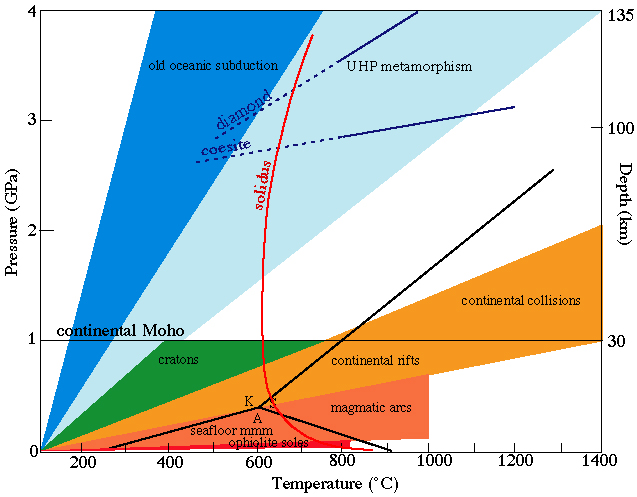 4
135
old oceanic subduction
UHP metamorphism
diamond
3
100
coesite
solidus
Pressure (GPa)
Depth (km)
2
continental collisions
continental Moho
1
30
cratons
continental rifts
K
S
magmatic arcs
A
seafloor mmm
ophiolite soles
0
0
200
400
600
800
1000
1200
1400
Temperature (°C)